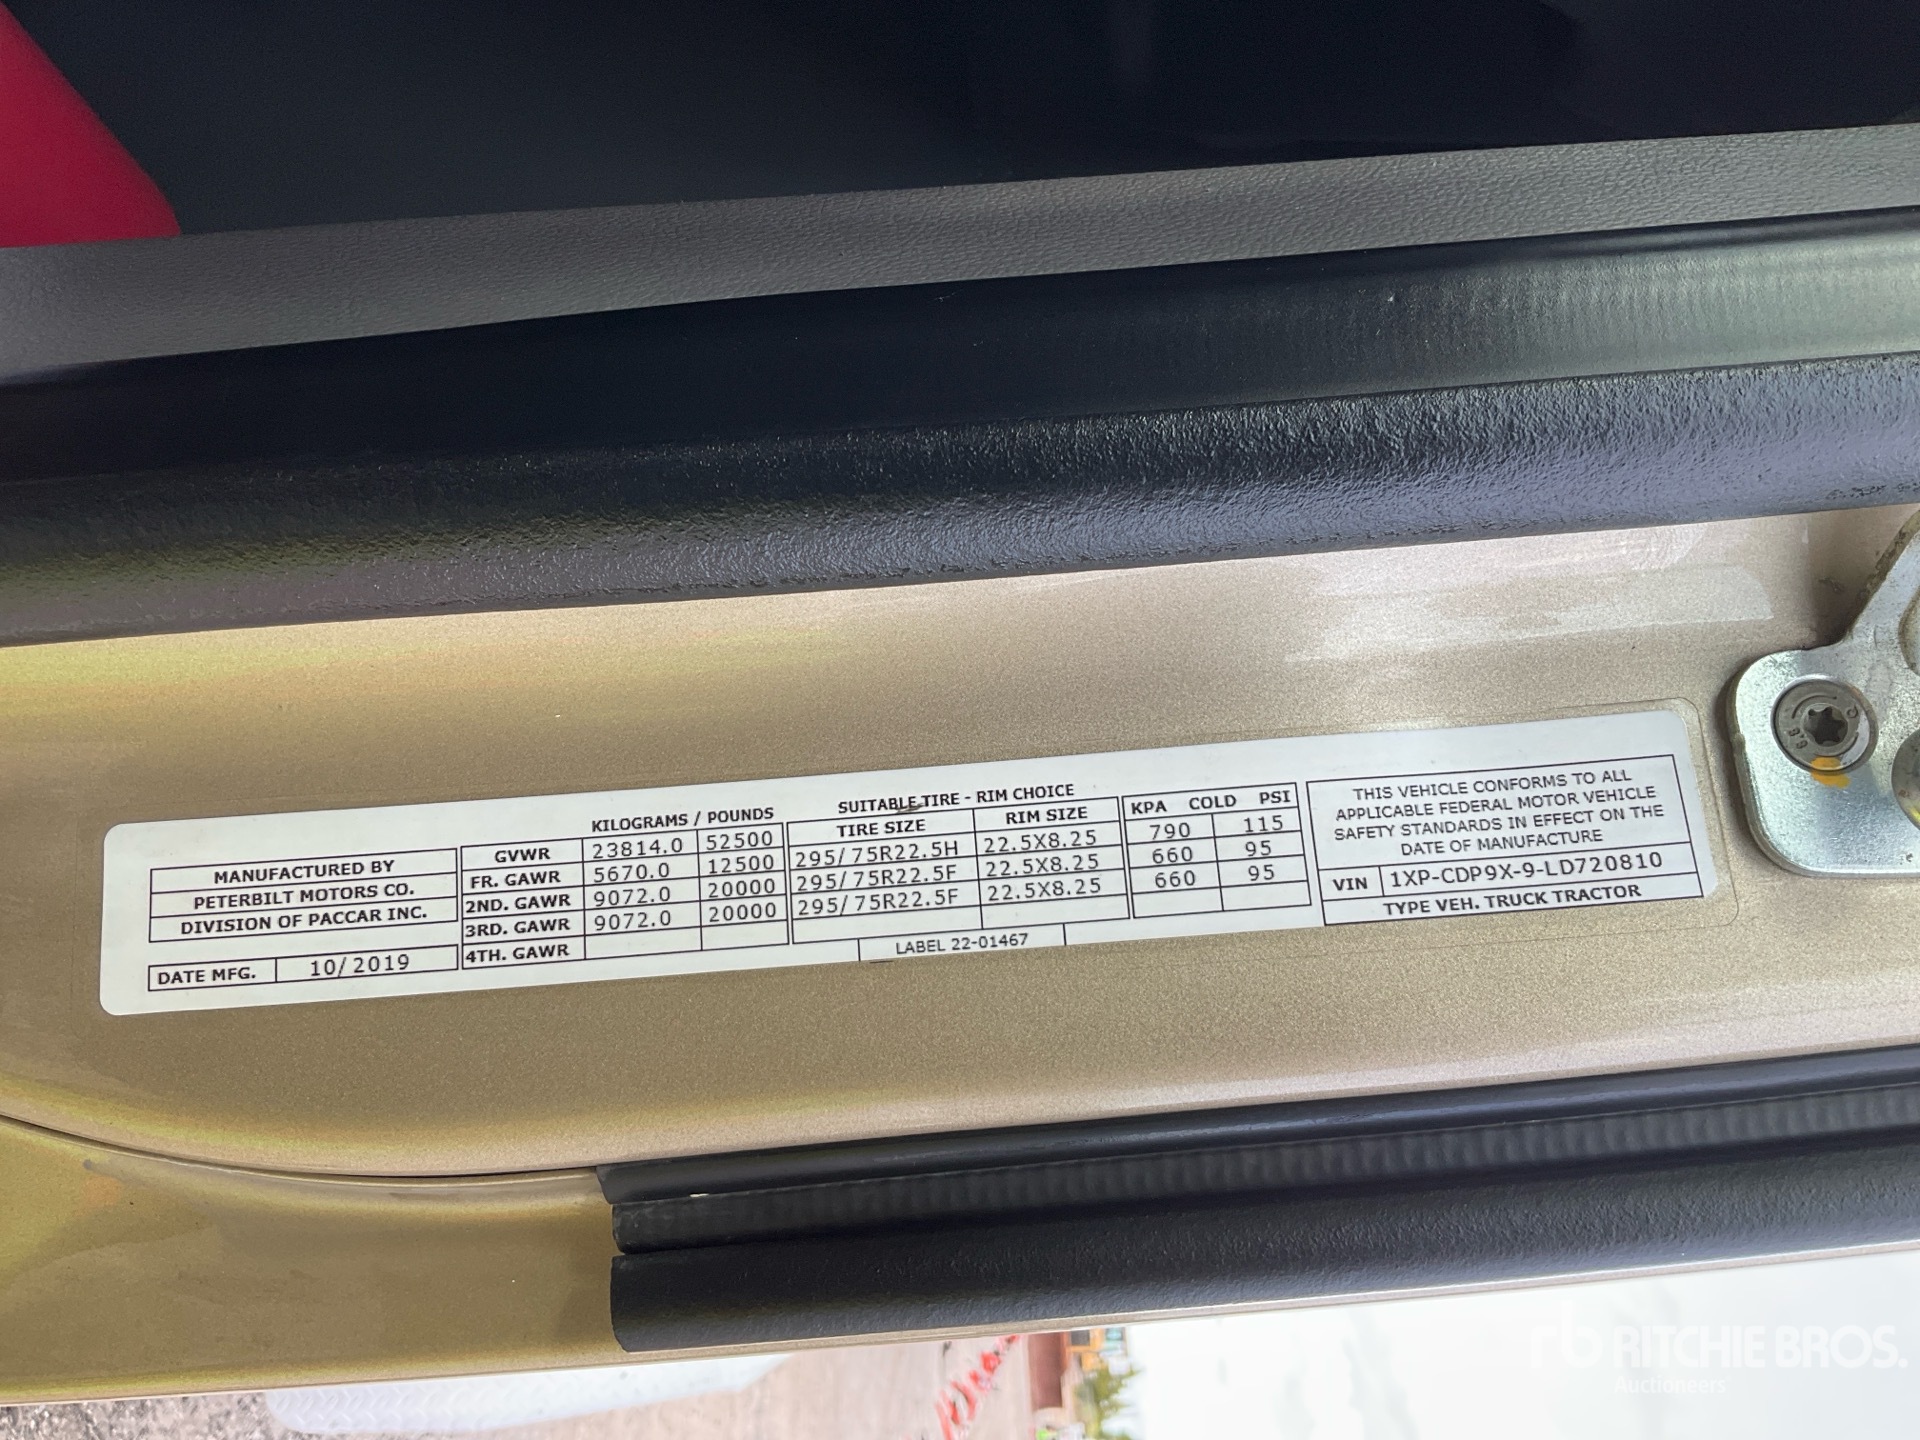 MANUFACTURED BY
PETERBILT MOTORS CO.
DIVISION OF PACCAR INC.
DATE MFG. 10/2019
KILOGRAMS / POUNDS
GVWR 23814.0 52500
FR. GAWR 5670.0 12500
2ND. GAWR 9072.0 20000
3RD. GAWR 9072.0 20000
4TH. GAWR
SUITABLE TIRE - RIM CHOICE
TIRE SIZE RIM SIZE
295/75R22.5H 22.5X8.25
295/75R22.5F 22.5X8.25
295/75R22.5F 22.5X8.25
KPA COLD PSI
790 115
660 95
660 95
LABEL 22-01467
THIS VEHICLE CONFORMS TO ALL
APPLICABLE FEDERAL MOTOR VEHICLE
SAFETY STANDARDS IN EFFECT ON THE
DATE OF MANUFACTURE
VIN 1XP-CDP9X-9-LD720810
TYPE VEH. TRUCK TRACTOR
rb RITCHIE BROS.
Auctioneers